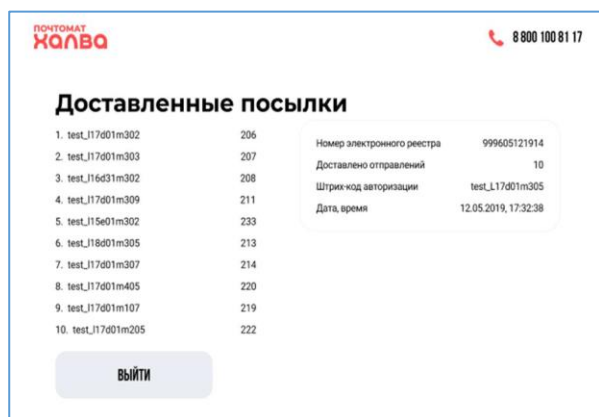 ПОЧТОМАТ
ХАЛВА
8 800 100 81 17
Доставленные посылки
1. test_l17d01m302 206
2. test_l17d01m303 207
3. test_l16d31m302 208
4. test_l17d01m309 211
5. test_l15e01m302 233
6. test_l18d01m305 213
7. test_l17d01m307 214
8. test_l17d01m405 220
9. test_l17d01m107 219
10. test_l17d01m205 222
Номер электронного реестра 999605121914
Доставлено отправлений 10
Штрих-код авторизации test_L17d01m305
Дата, время 12.05.2019, 17:32:38
ВЫЙТИ